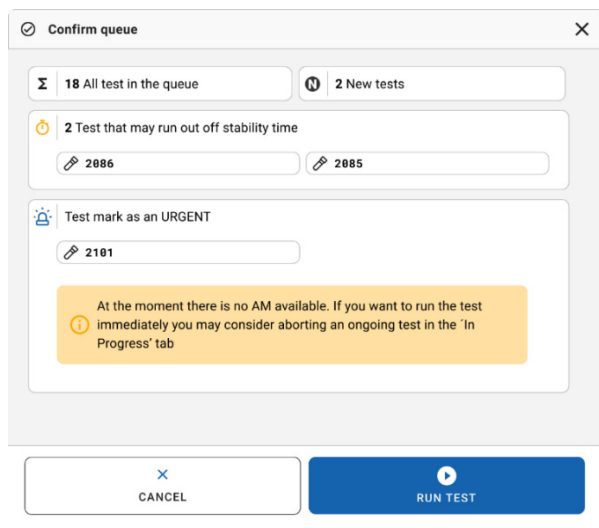 Confirm queue
Σ 18 All test in the queue
N 2 New tests
2 Test that may run out off stability time
2086
2085
Test mark as an URGENT
2101
At the moment there is no AM available. If you want to run the test
immediately you may consider aborting an ongoing test in the ´In
Progress’ tab
CANCEL
RUN TEST